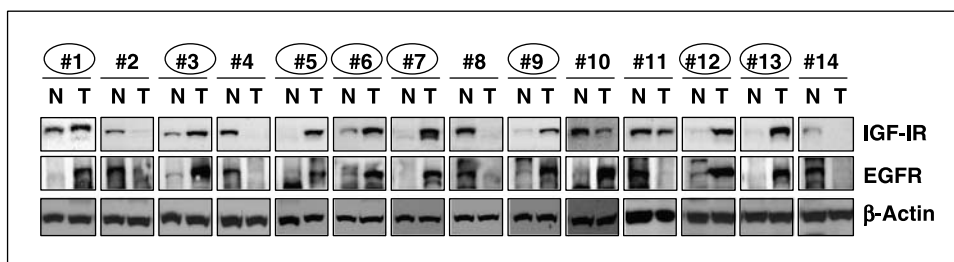 #1 #2 #3 #4 #5 #6 #7 #8 #9 #10 #11 #12 #13 #14
N T N T N T N T N T N T N T N T N T N T N T N T N T N T
IGF-IR
EGFR
β-Actin